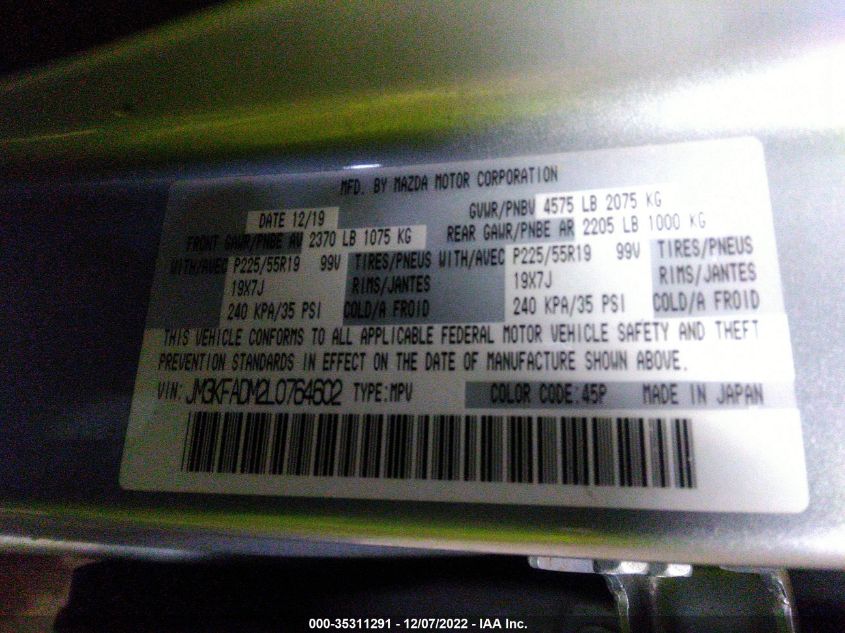 MFD. BY MAZDA MOTOR CORPORATION
DATE 12/19 GVWR/PNBV 4575 LB 2075 KG
FRONT GAWR/PNBE AV 2370 LB 1075 KG REAR GAWR/PNBE AR 2205 LB 1000 KG
WITH/AVEC P225/55R19 99V TIRES/PNEUS WITH/AVEC P225/55R19 99V TIRES/PNEUS
19X7J RIMS/JANTES 19X7J RIMS/JANTES
240 KPA/35 PSI COLD/A FROID 240 KPA/35 PSI COLD/A FROID
THIS VEHICLE CONFORMS TO ALL APPLICABLE FEDERAL MOTOR VEHICLE SAFETY AND THEFT
PREVENTION STANDARDS IN EFFECT ON THE DATE OF MANUFACTURE SHOWN ABOVE.
VIN: JM3KFADM2L0764602 TYPE:MPV COLOR CODE:45P MADE IN JAPAN
000-35311291 - 12/07/2022 - IAA Inc.